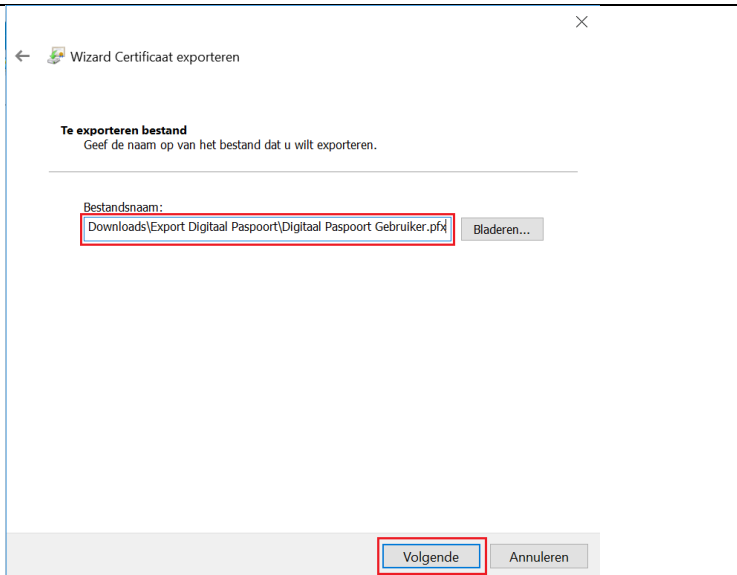 Wizard Certificaat exporteren
Te exporteren bestand
Geef de naam op van het bestand dat u wilt exporteren.
Bestandsnaam:
Downloads\Export Digitaal Paspoort\Digitaal Paspoort Gebruiker.pfx
Bladeren...
Volgende
Annuleren